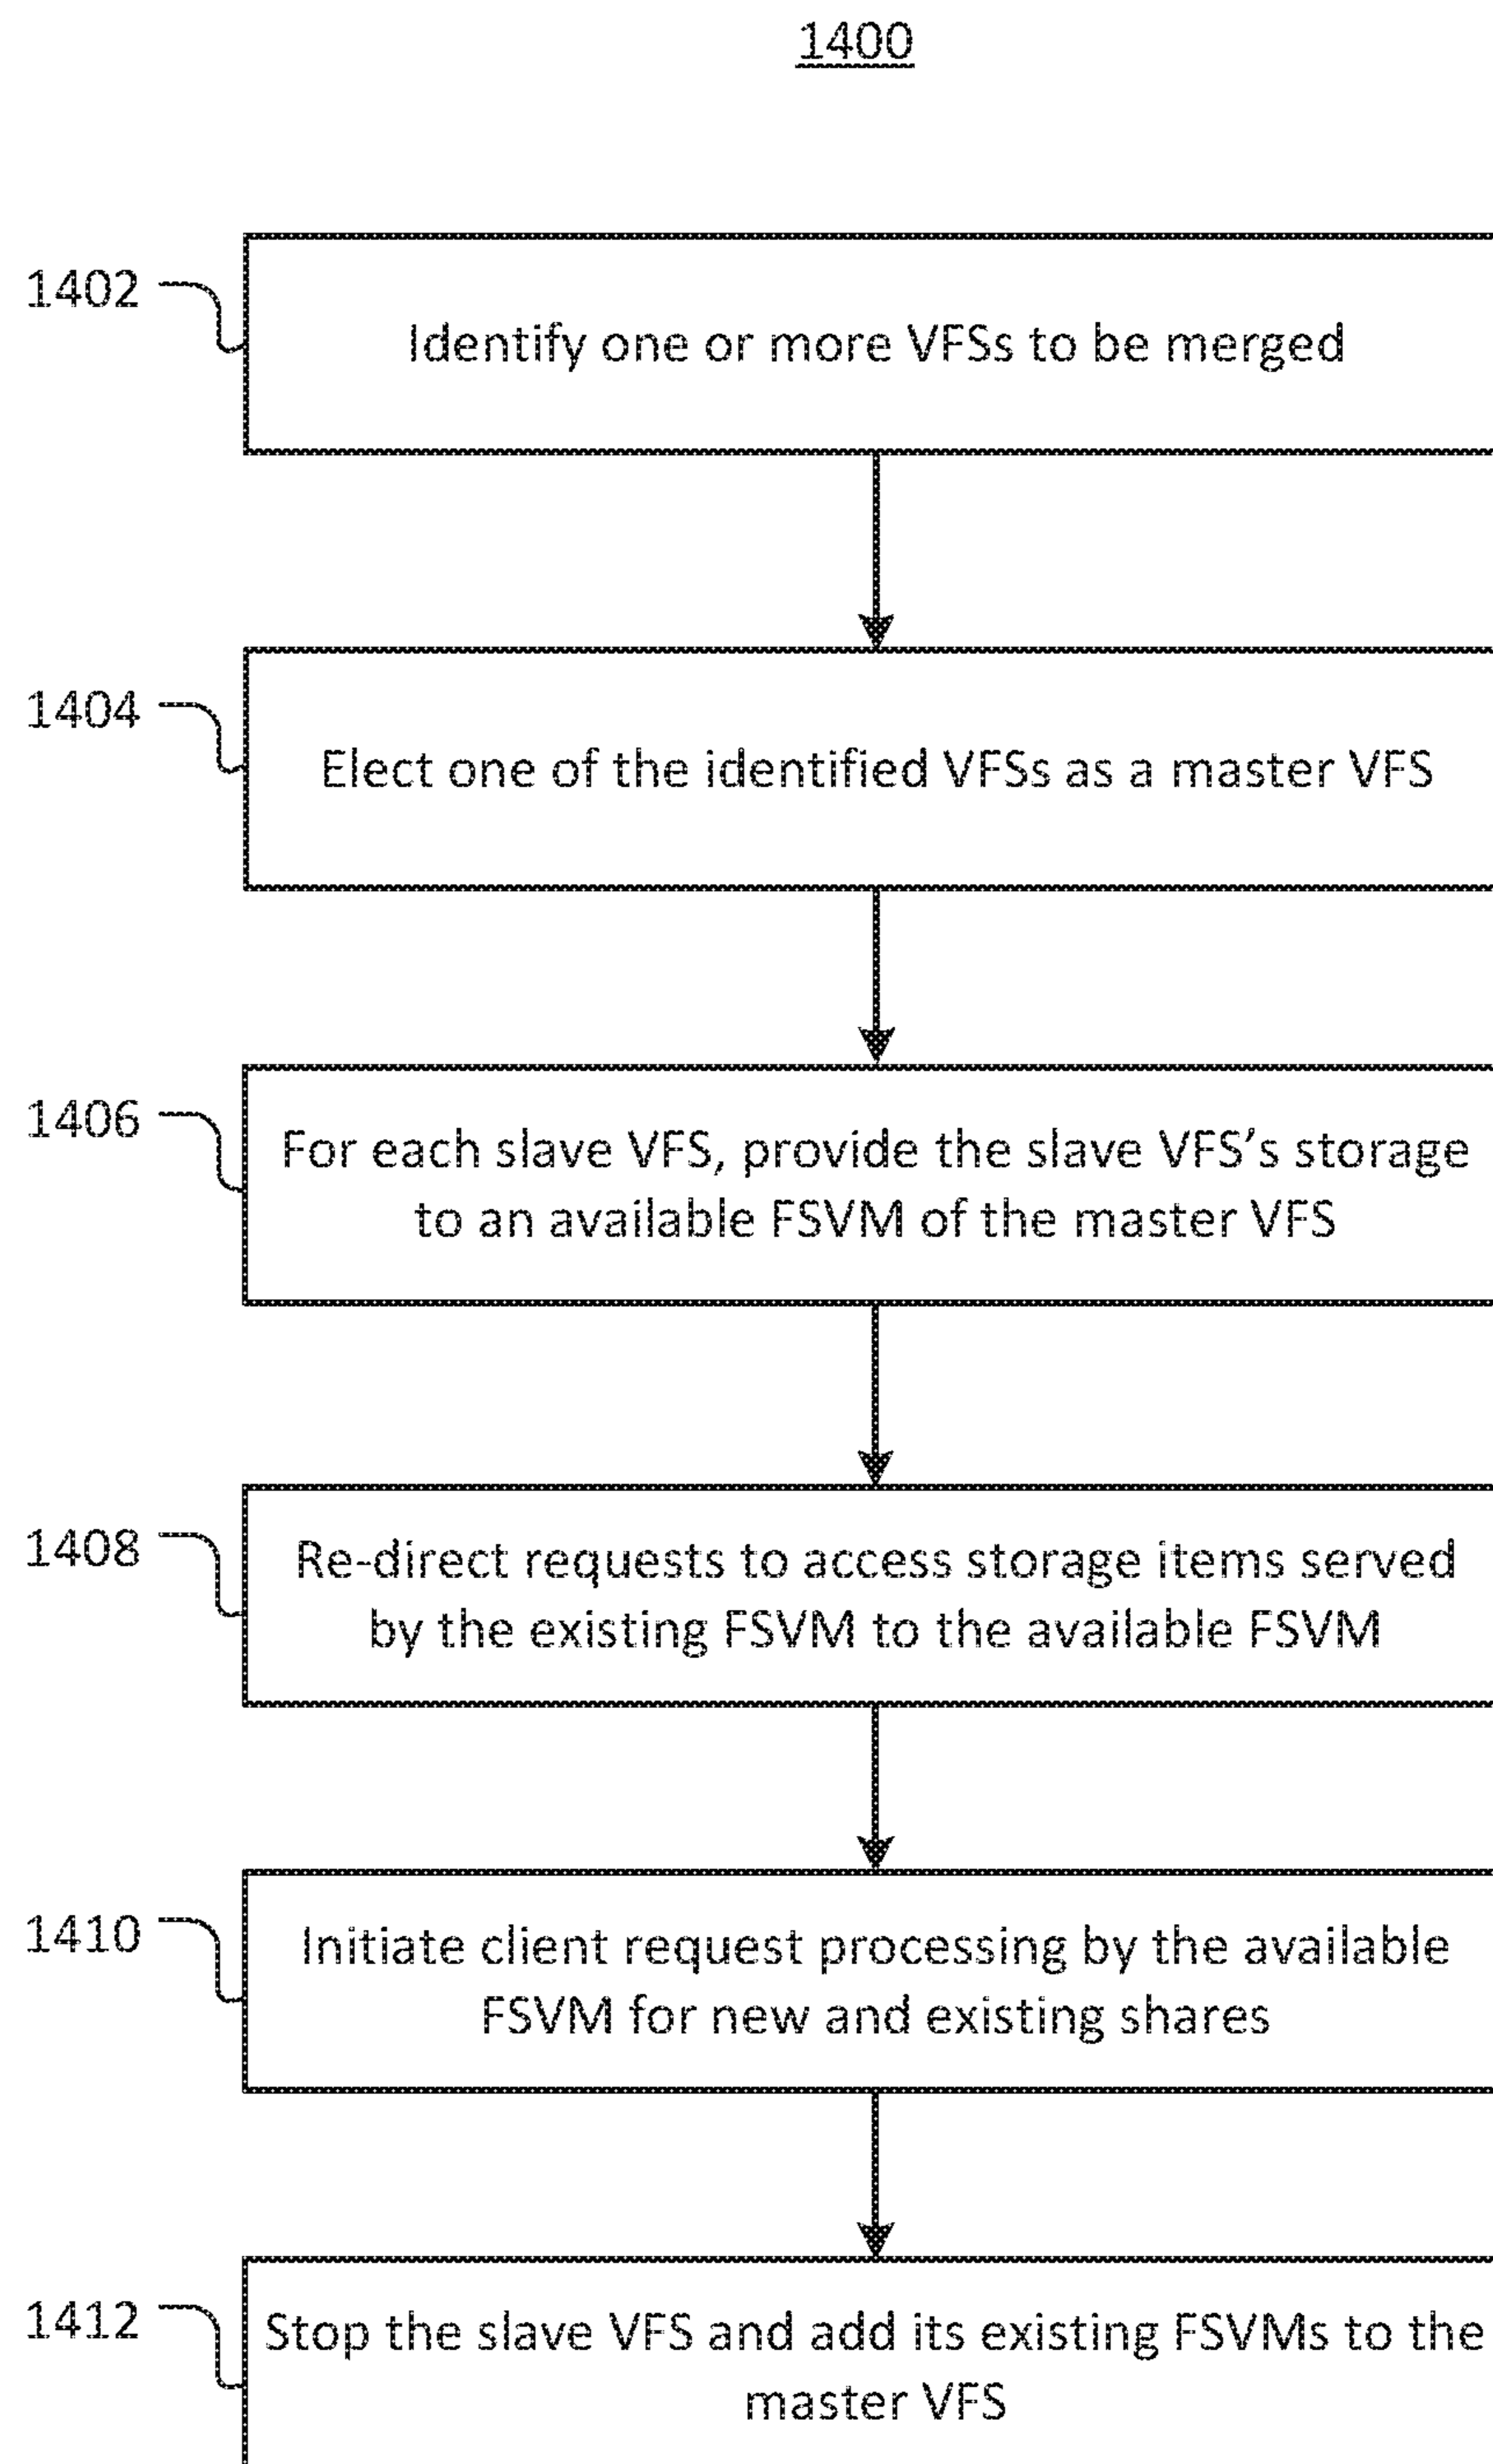 1400
1402
Identify one or more VFSs to be merged
1404
Elect one of the identified VFSs as a master VFS
1406
For each slave VFS, provide the slave VFS's storage
to an available FSVM of the master VFS
1408
Re-direct requests to access storage items served
by the existing FSVM to the available FSVM
1410
Initiate client request processing by the available
FSVM for new and existing shares
1412
Stop the slave VFS and add its existing FSVMs to the
master VFS